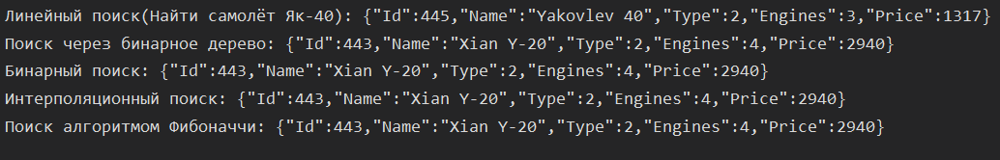 Линейный поиск(Найти самолёт Як-40): {"Id":445,"Name":"Yakovlev 40","Type":2,"Engines":3,"Price":1317}
Поиск через бинарное дерево: {"Id":443,"Name":"Xian Y-20","Type":2,"Engines":4,"Price":2940}
Бинарный поиск: {"Id":443,"Name":"Xian Y-20","Type":2,"Engines":4,"Price":2940}
Интерполяционный поиск: {"Id":443,"Name":"Xian Y-20","Type":2,"Engines":4,"Price":2940}
Поиск алгоритмом Фибоначчи: {"Id":443,"Name":"Xian Y-20","Type":2,"Engines":4,"Price":2940}